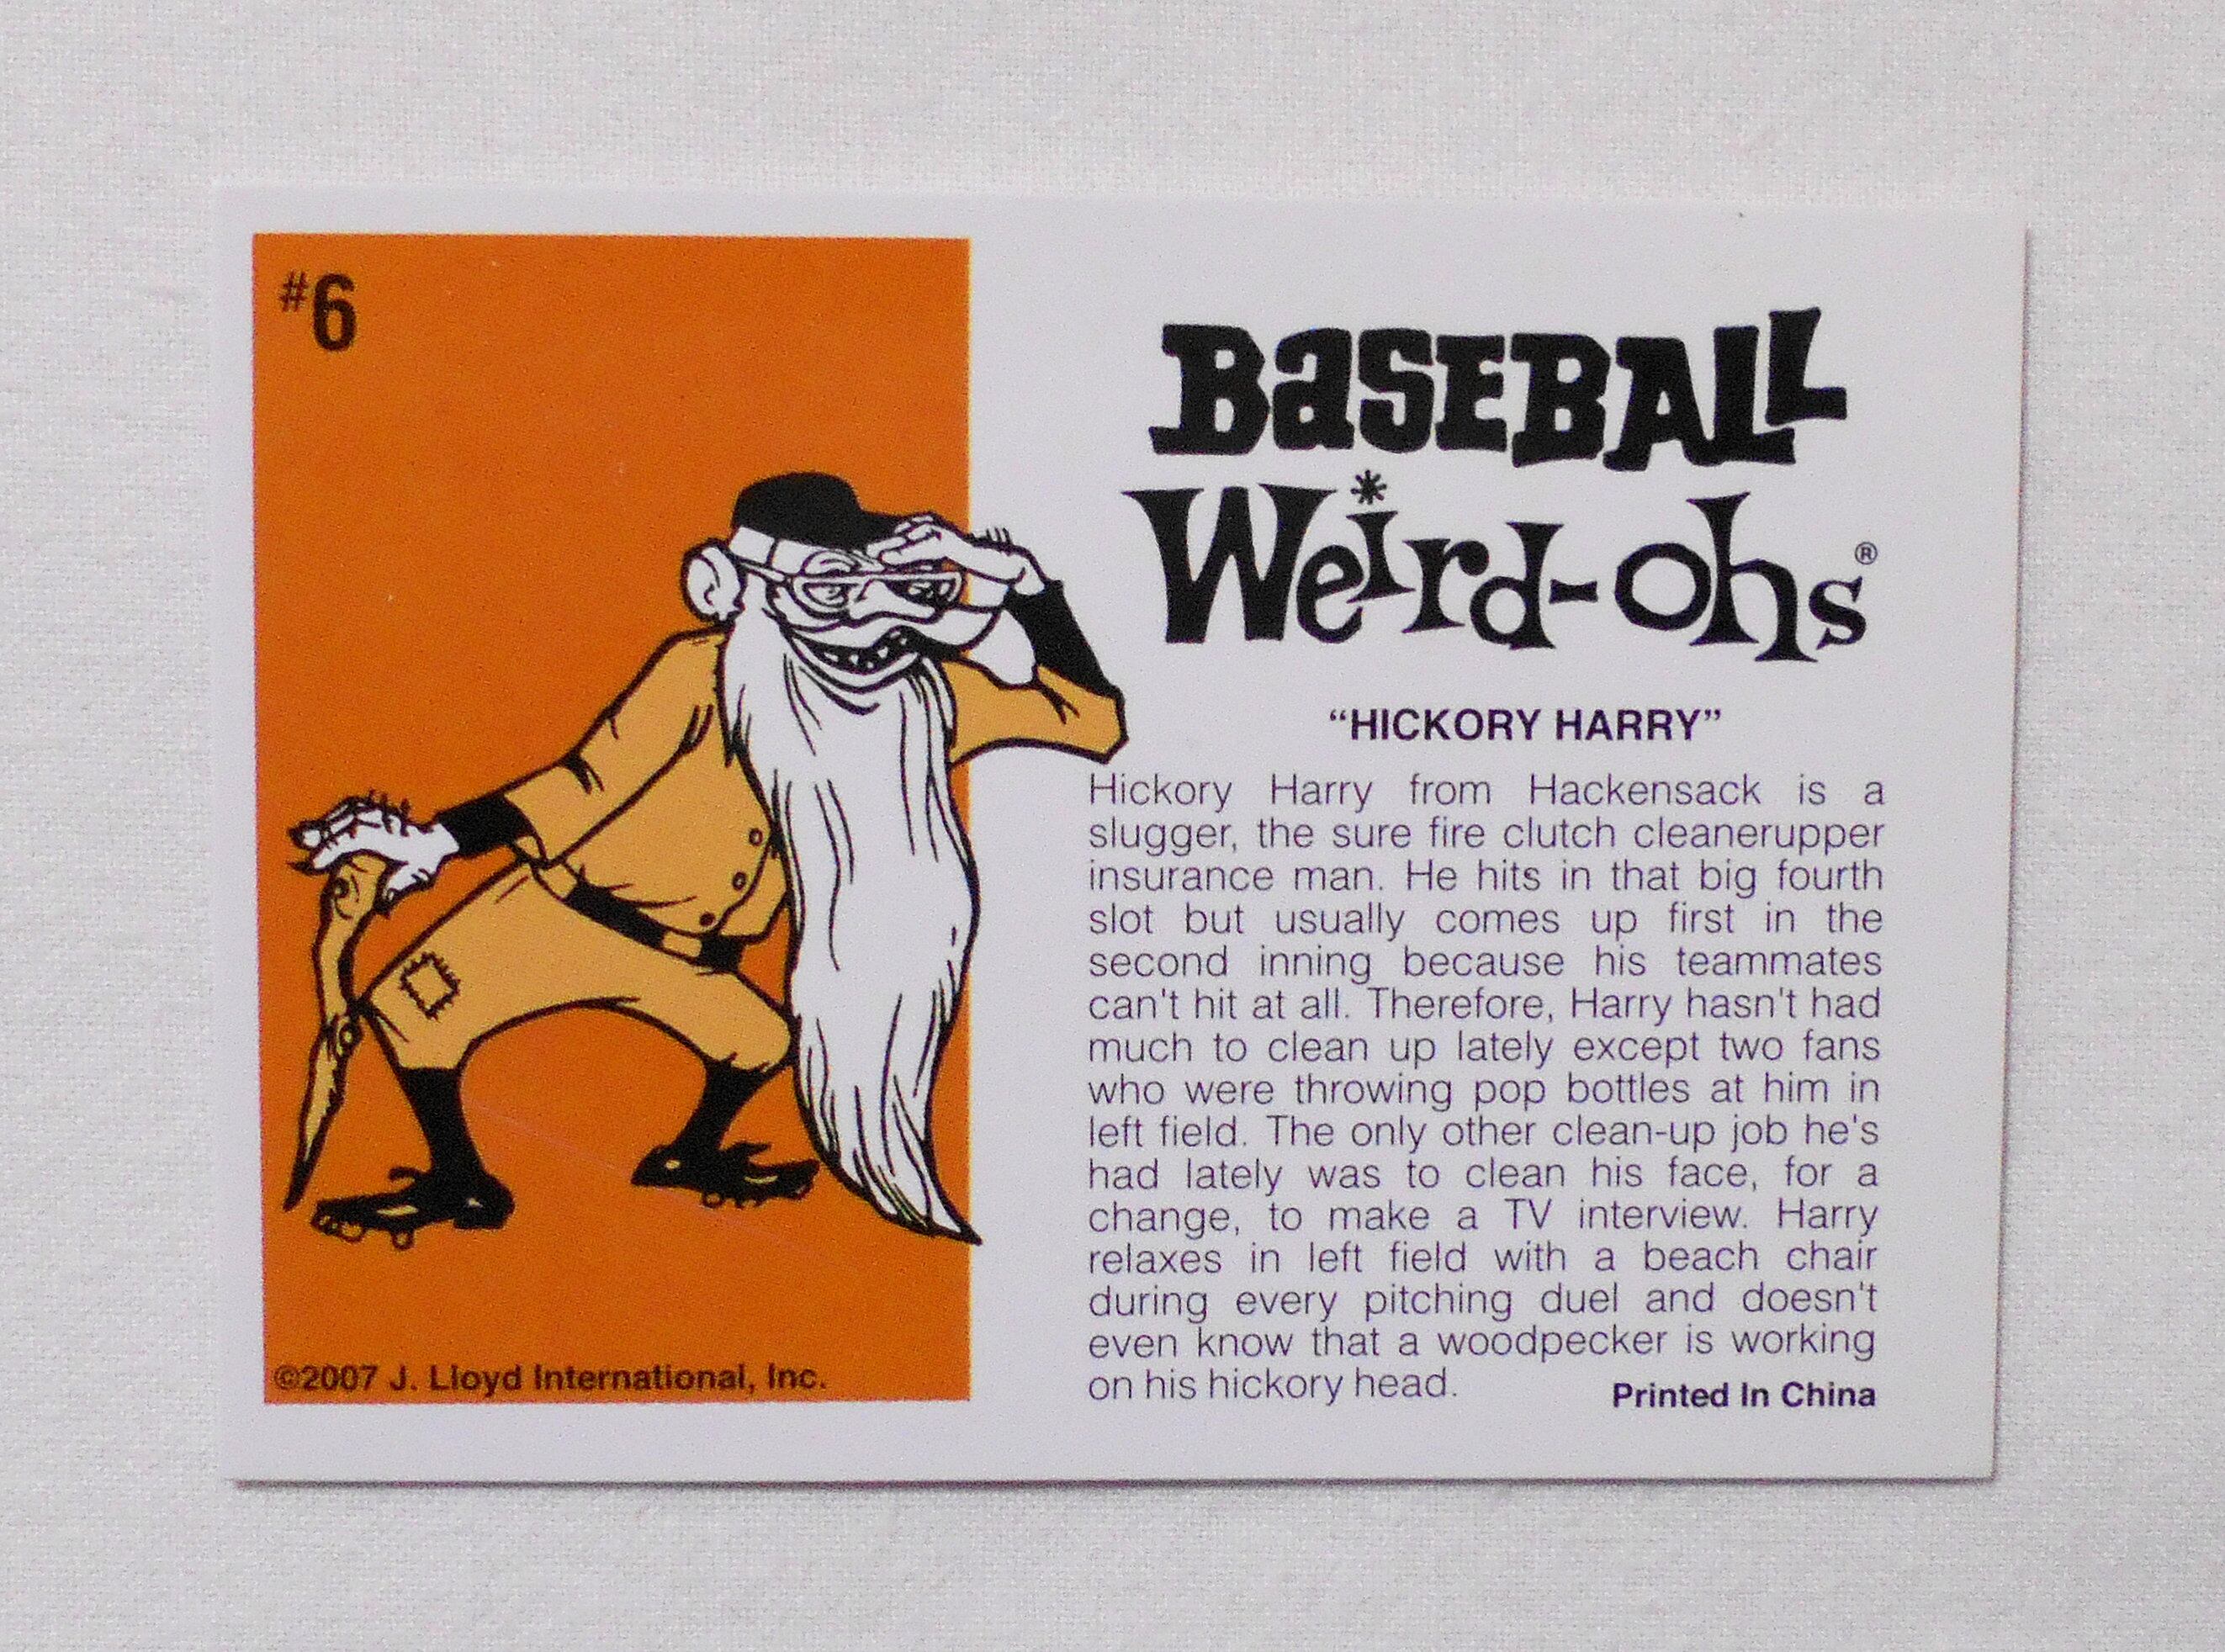 #6
BaseBALL
Weird-ohs®
“HICKORY HARRY”
Hickory Harry from Hackensack is a
slugger, the sure fire clutch cleanerupper
insurance man. He hits in that big fourth
slot but usually comes up first in the
second inning because his teammates
can't hit at all. Therefore, Harry hasn't had
much to clean up lately except two fans
who were throwing pop bottles at him in
left field. The only other clean-up job he's
had lately was to clean his face, for a
change, to make a TV interview. Harry
relaxes in left field with a beach chair
during every pitching duel and doesn't
even know that a woodpecker is working
on his hickory head.
Printed In China
©2007 J. Lloyd International, Inc.